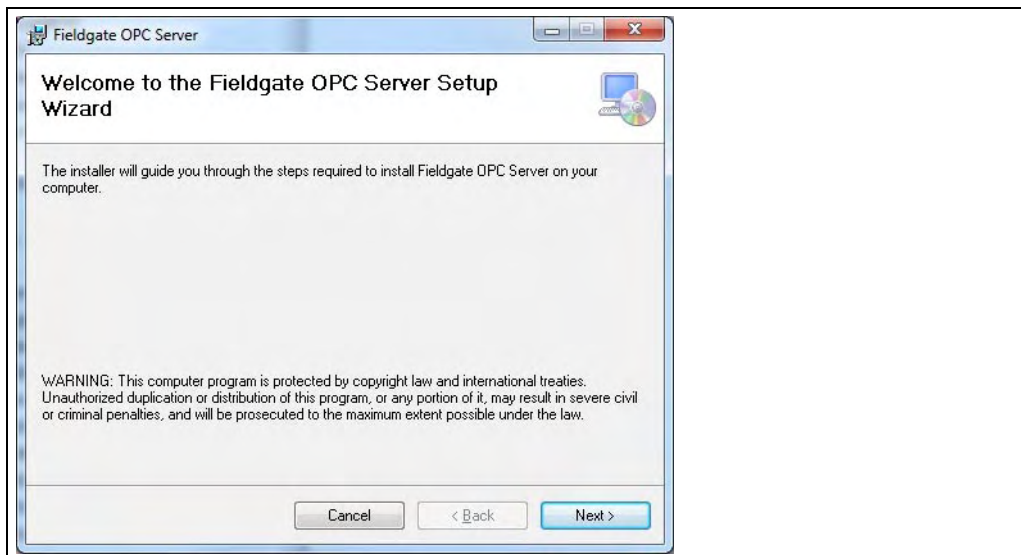 Fieldgate OPC Server
Welcome to the Fieldgate OPC Server Setup
Wizard
The installer will guide you through the steps required to install Fieldgate OPC Server on your
computer.
WARNING: This computer program is protected by copyright law and international treaties.
Unauthorized duplication or distribution of this program, or any portion of it, may result in severe civil
or criminal penalties, and will be prosecuted to the maximum extent possible under the law.
Cancel
< Back
Next >